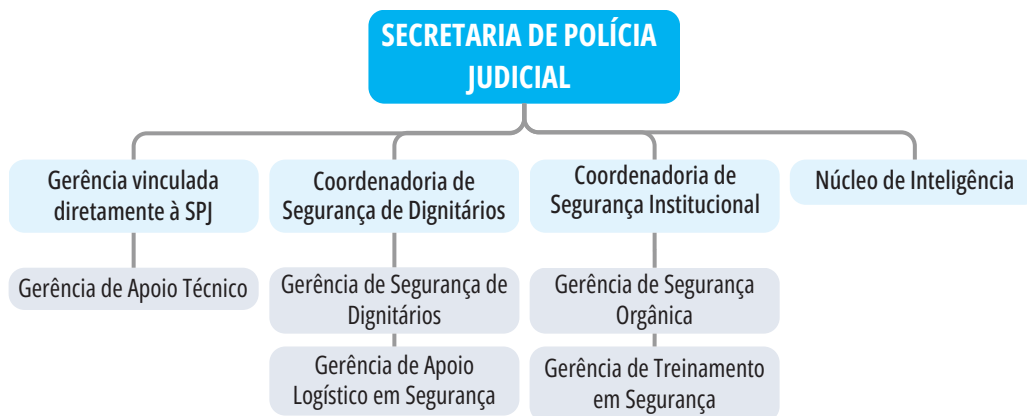 SECRETARIA DE POLÍCIA
JUDICIAL
Gerência vinculada
diretamente à SPJ
Coordenadoria de
Segurança de Dignitários
Coordenadoria de
Segurança Institucional
Núcleo de Inteligência
Gerência de Apoio Técnico
Gerência de Segurança de
Dignitários
Gerência de Segurança
Orgânica
Gerência de Apoio
Logístico em Segurança
Gerência de Treinamento
em Segurança